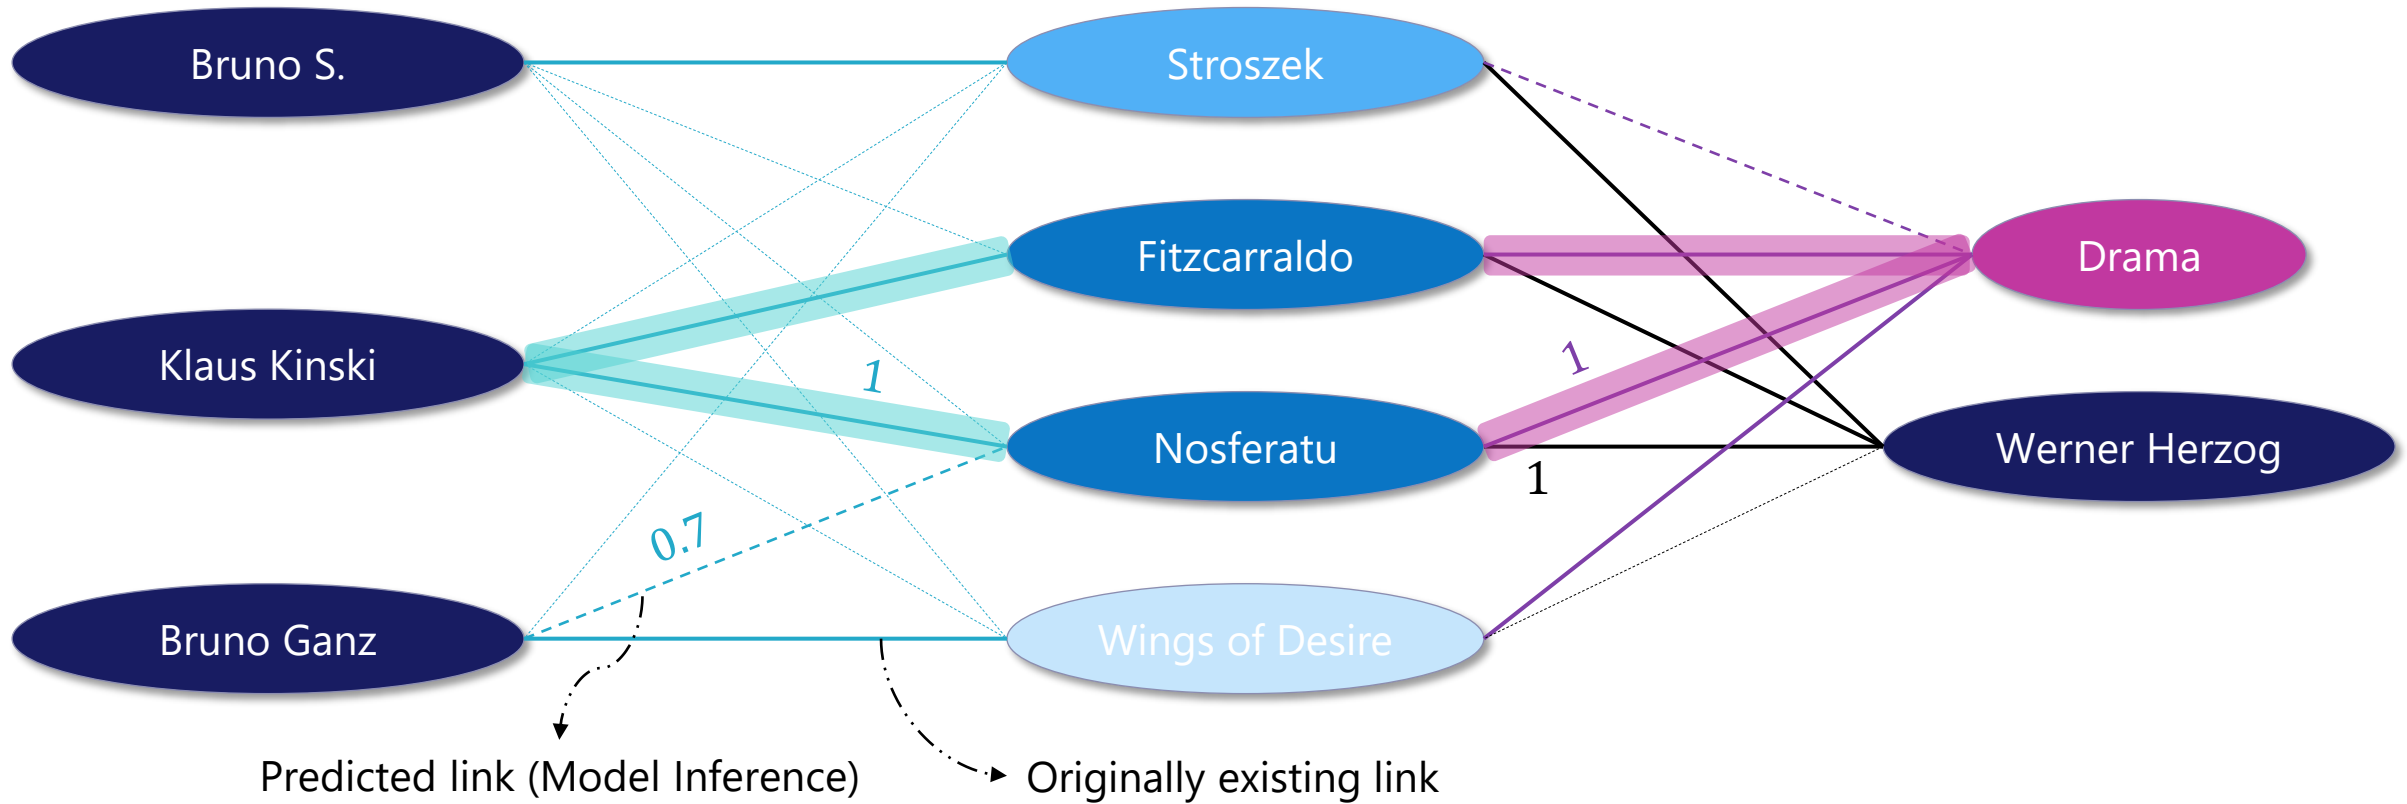 Bruno S.
Stroszek
Fitzcarraldo
Drama
Klaus Kinski
1
1
Nosferatu
Werner Herzog
1
0.7
Bruno Ganz
Wings of Desire
Predicted link (Model Inference)
Originally existing link